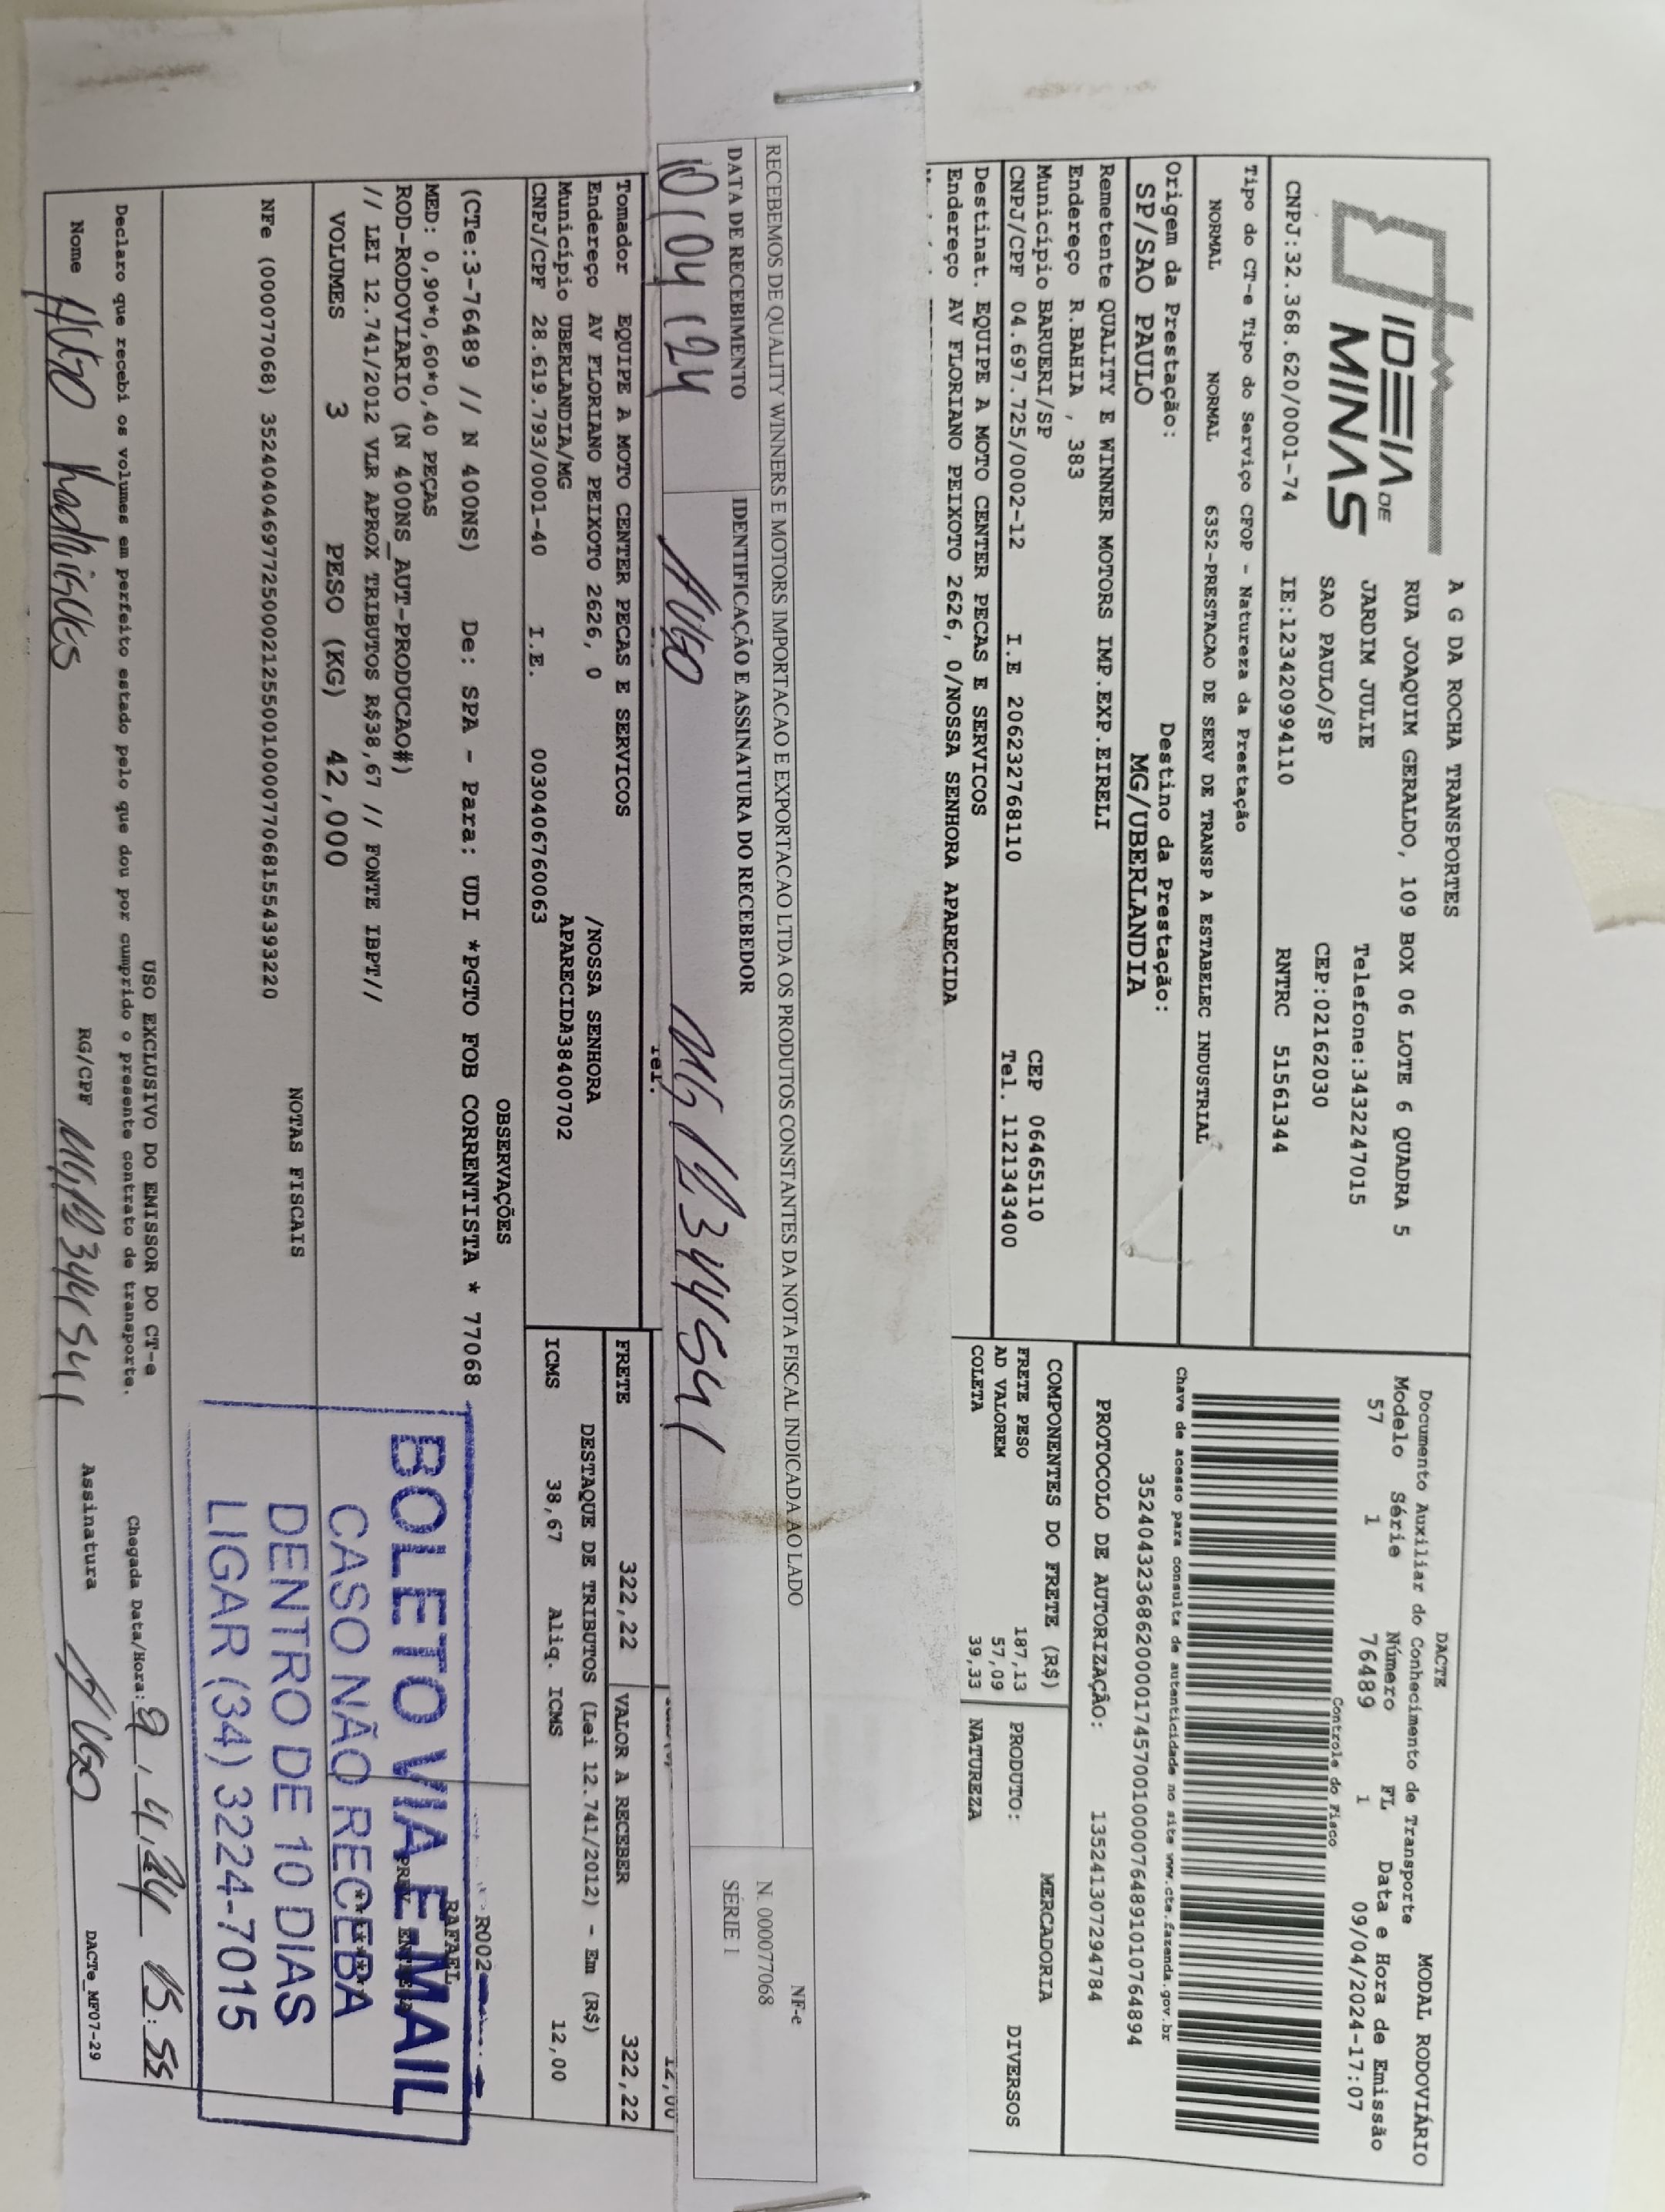 IDEIA DE
MINAS
A G DA ROCHA TRANSPORTES
RUA JOAQUIM GERALDO, 109 BOX 06 LOTE 6 QUADRA 5
JARDIM JULIE Telefone:3432247015
SAO PAULO/SP CEP:02162030
CNPJ:32.368.620/0001-74 IE:123420994110 RNTRC 51561344
DACTE
Documento Auxiliar do Conhecimento de Transporte MODAL RODOVIÁRIO
Modelo Série Número FL Data e Hora de Emissão
57 1 76489 1 09/04/2024-17:07
Controle do Fisco
Tipo do CT-e Tipo do Serviço CFOP - Natureza da Prestação
NORMAL NORMAL 6352-PRESTACAO DE SERV DE TRANSP A ESTABELEC INDUSTRIAL
Chave de acesso para consulta de autenticidade no site www.cte.fazenda.gov.br
35240432368620000174570010000764891010764894
PROTOCOLO DE AUTORIZAÇÃO: 135241307294784
Origem da Prestação: Destino da Prestação:
SP/SAO PAULO MG/UBERLANDIA
Remetente QUALITY E WINNER MOTORS IMP.EXP.EIRELI
Endereço R.BAHIA , 383
Município BARUERI/SP CEP 06465110
CNPJ/CPF 04.697.725/0002-12 I.E 206232768110 Tel. 1121343400
Destinat. EQUIPE A MOTO CENTER PECAS E SERVICOS
Endereço AV FLORIANO PEIXOTO 2626, 0/NOSSA SENHORA APARECIDA
COMPONENTES DO FRETE (R$) MERCADORIA
FRETE PESO 187,13 PRODUTO: DIVERSOS
AD VALOREM 57,09
COLETA 39,33 NATUREZA
RECEBEMOS DE QUALITY WINNERS E MOTORS IMPORTACAO E EXPORTACAO LTDA OS PRODUTOS CONSTANTES DA NOTA FISCAL INDICADA AO LADO
NF-e
N. 000077068
SÉRIE 1
DATA DE RECEBIMENTO IDENTIFICAÇÃO E ASSINATURA DO RECEBEDOR
10/04/24 HUGO
Tel. 12,00
Tomador EQUIPE A MOTO CENTER PECAS E SERVICOS
Endereço AV FLORIANO PEIXOTO 2626, 0 /NOSSA SENHORA
Município UBERLANDIA/MG APARECIDA38400702
CNPJ/CPF 28.619.793/0001-40 I.E. 0030406760063
FRETE 322,22 VALOR A RECEBER 322,22
DESTAQUE DE TRIBUTOS (Lei 12.741/2012) - Em (R$)
ICMS 38,67 Aliq. ICMS 12,00
OBSERVAÇÕES
(CTe:3-76489 // N 400NS) De: SPA - Para: UDI *PGTO FOB CORRENTISTA * 77068
MED: 0,90**0,60*0,40 PEÇAS
ROD-RODOVIARIO (N 400NS_AUT-PRODUCAO#)
// LEI 12.741/2012 VLR APROX TRIBUTOS R$38,67 // FONTE IBPT//
R002
RAFAEL
VOLUMES 3 PESO (KG) 42,000
NOTAS FISCAIS
NFe (000077068) 35240404697725000212550010000770681554393220
BOLETO VIA E-MAIL
CASO NÃO RECEBA
DENTRO DE 10 DIAS
LIGAR (34) 3224-7015
USO EXCLUSIVO DO EMISSOR DO CT-e
Declaro que recebi os volumes em perfeito estado pelo que dou por cumprido o presente contrato de transporte.
Chegada Data/Hora: 9, 4, 24 15:55
Nome HUGO Rodrigues RG/CPF Assinatura HUGO
DACTe_MF07-29